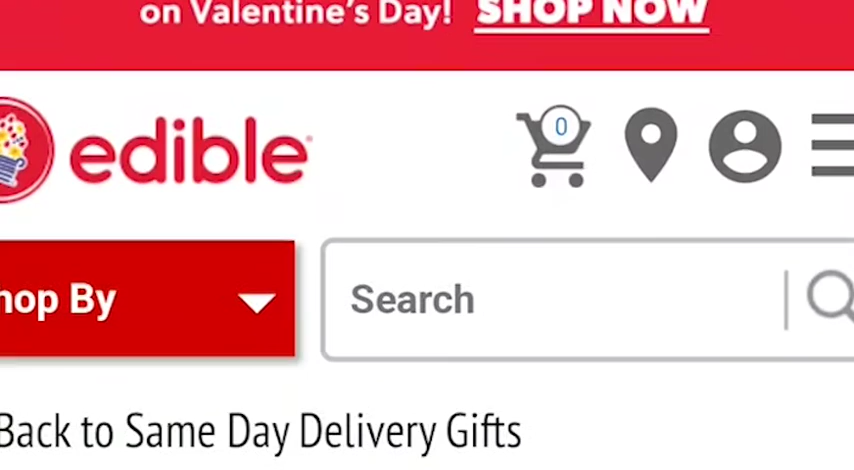 on Valentine's Day! SHOP NOW
edible
0
hop By
Search
Back to Same Day Delivery Gifts